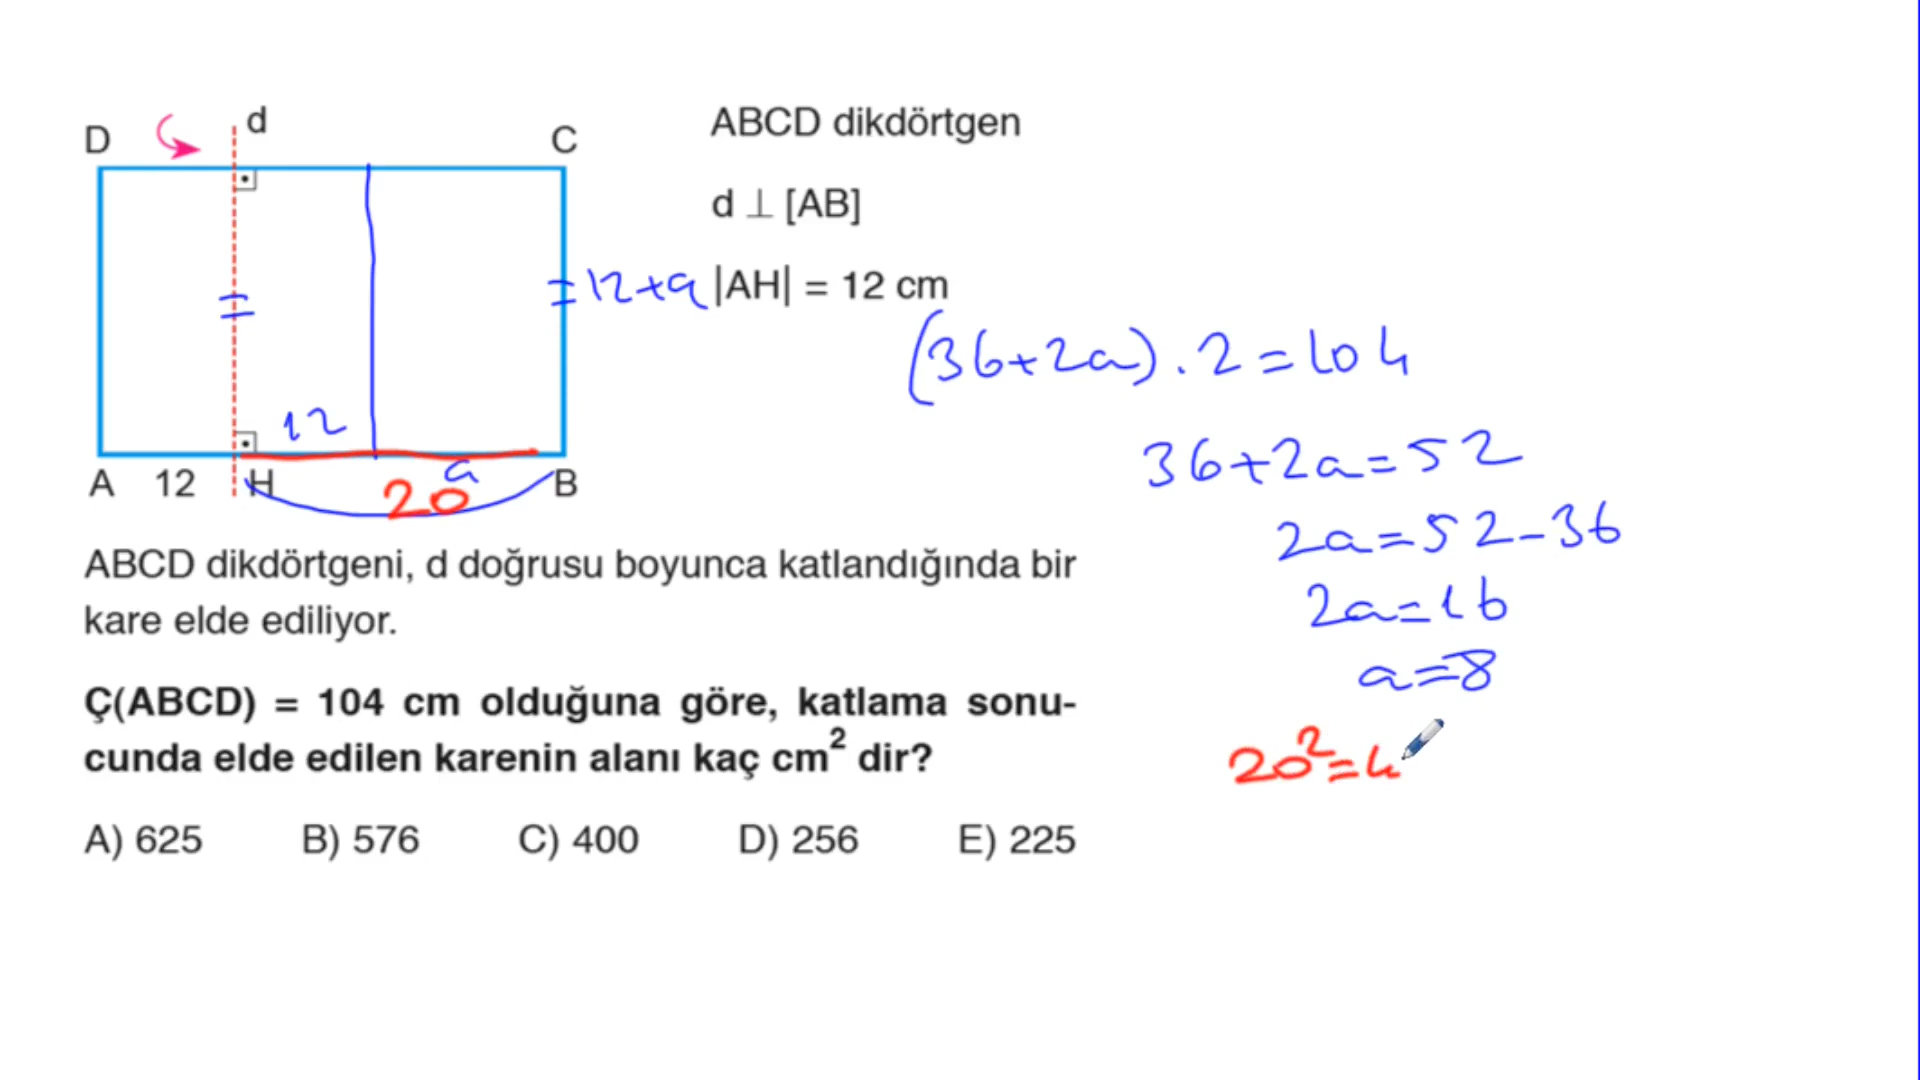 d
D
C
ABCD dikdörtgen
d ⊥ [AB]
=12+a
|AH| = 12 cm
(36+2a).2=104
12
36+2a=52
A 12 H B
a
20
2a=52-36
ABCD dikdörtgeni, d doğrusu boyunca katlandığında bir
kare elde ediliyor.
2a=16
a=8
Ç(ABCD) = 104 cm olduğuna göre, katlama sonu-
cunda elde edilen karenin alanı kaç cm² dir?
20²=4
A) 625 B) 576 C) 400 D) 256 E) 225